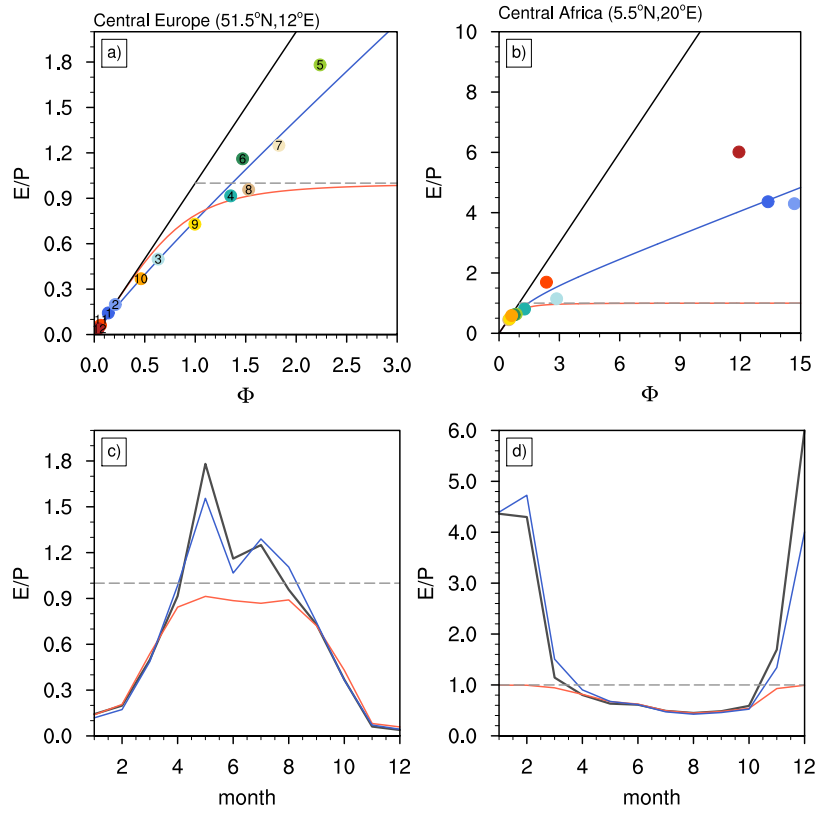 Central Europe (51.5°N,12°E)
Central Africa (5.5°N,20°E)
a)
E/P
1.8
1.5
1.2
0.9
0.6
0.3
0.0
5
6
7
8
4
9
3
10
2
1
12
0.0 0.5 1.0 1.5 2.0 2.5 3.0
Φ
b)
E/P
10
8
6
4
2
0
0 3 6 9 12 15
Φ
c)
E/P
1.8
1.5
1.2
0.9
0.6
0.3
0.0
2 4 6 8 10 12
month
d)
E/P
6.0
5.0
4.0
3.0
2.0
1.0
0.0
2 4 6 8 10 12
month